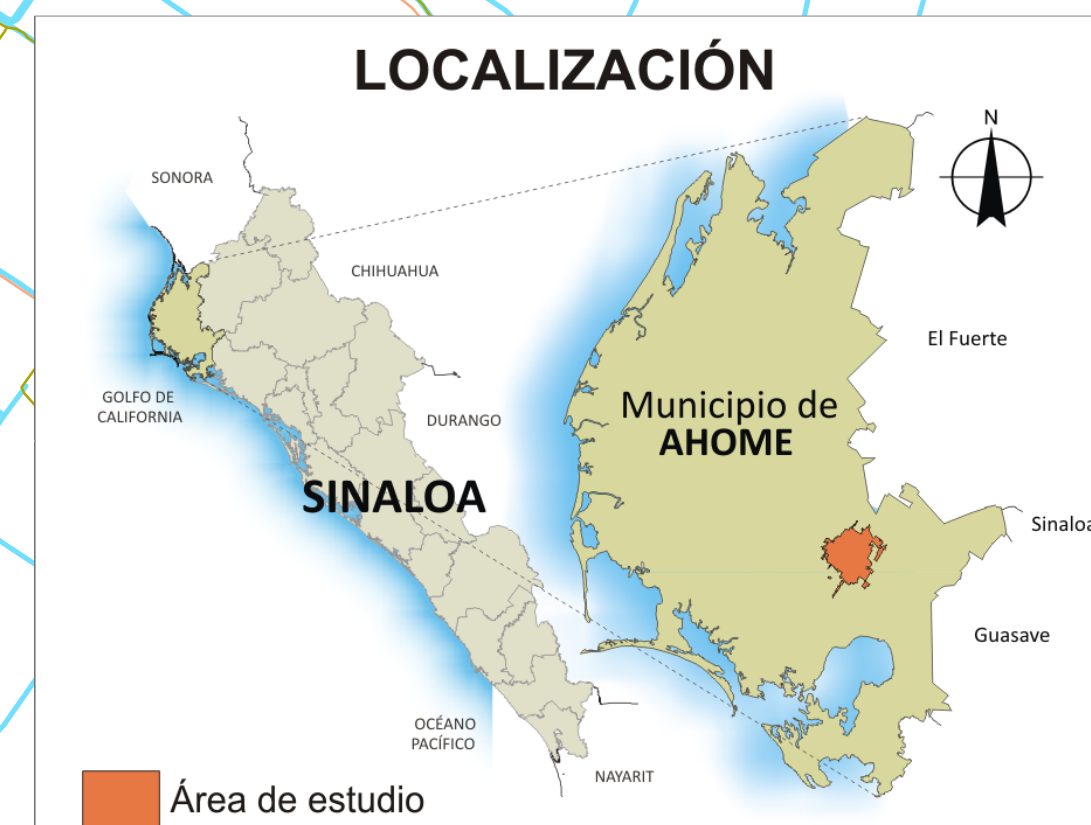 LOCALIZACIÓN
N
SONORA
CHIHUAHUA
El Fuerte
GOLFO DE
CALIFORNIA
Municipio de
AHOME
DURANGO
SINALOA
Sinaloa
Guasave
OCÉANO
PACÍFICO
NAYARIT
Área de estudio